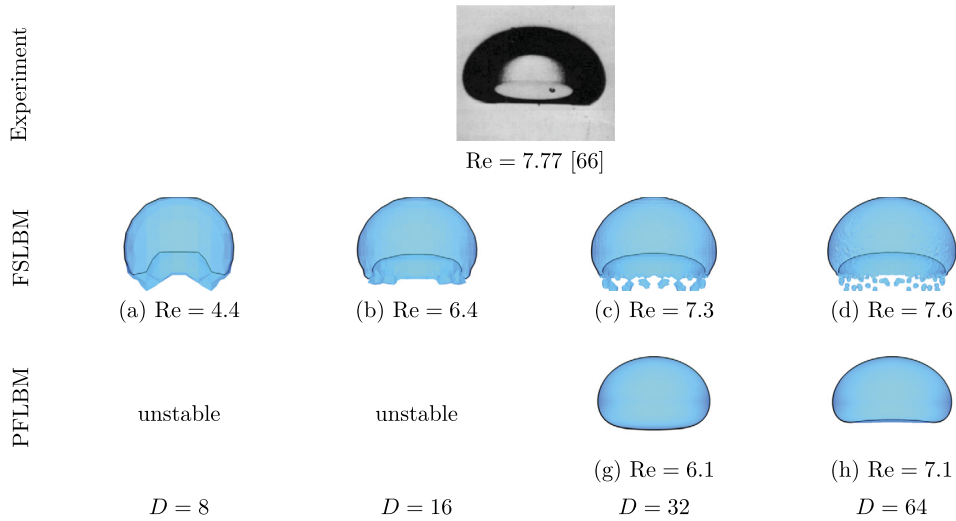 Experiment
Re = 7.77 [66]
FSLBM
(a) Re = 4.4
(b) Re = 6.4
(c) Re = 7.3
(d) Re = 7.6
PFLBM
unstable
unstable
(g) Re = 6.1
(h) Re = 7.1
D = 8
D = 16
D = 32
D = 64